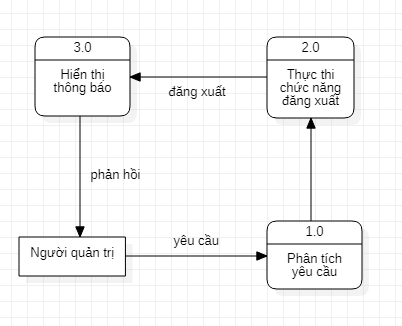 3.0
Hiển thị
thông báo
2.0
Thực thi
chức năng
đăng xuất
đăng xuất
phản hồi
Người quản trị
yêu cầu
1.0
Phân tích
yêu cầu